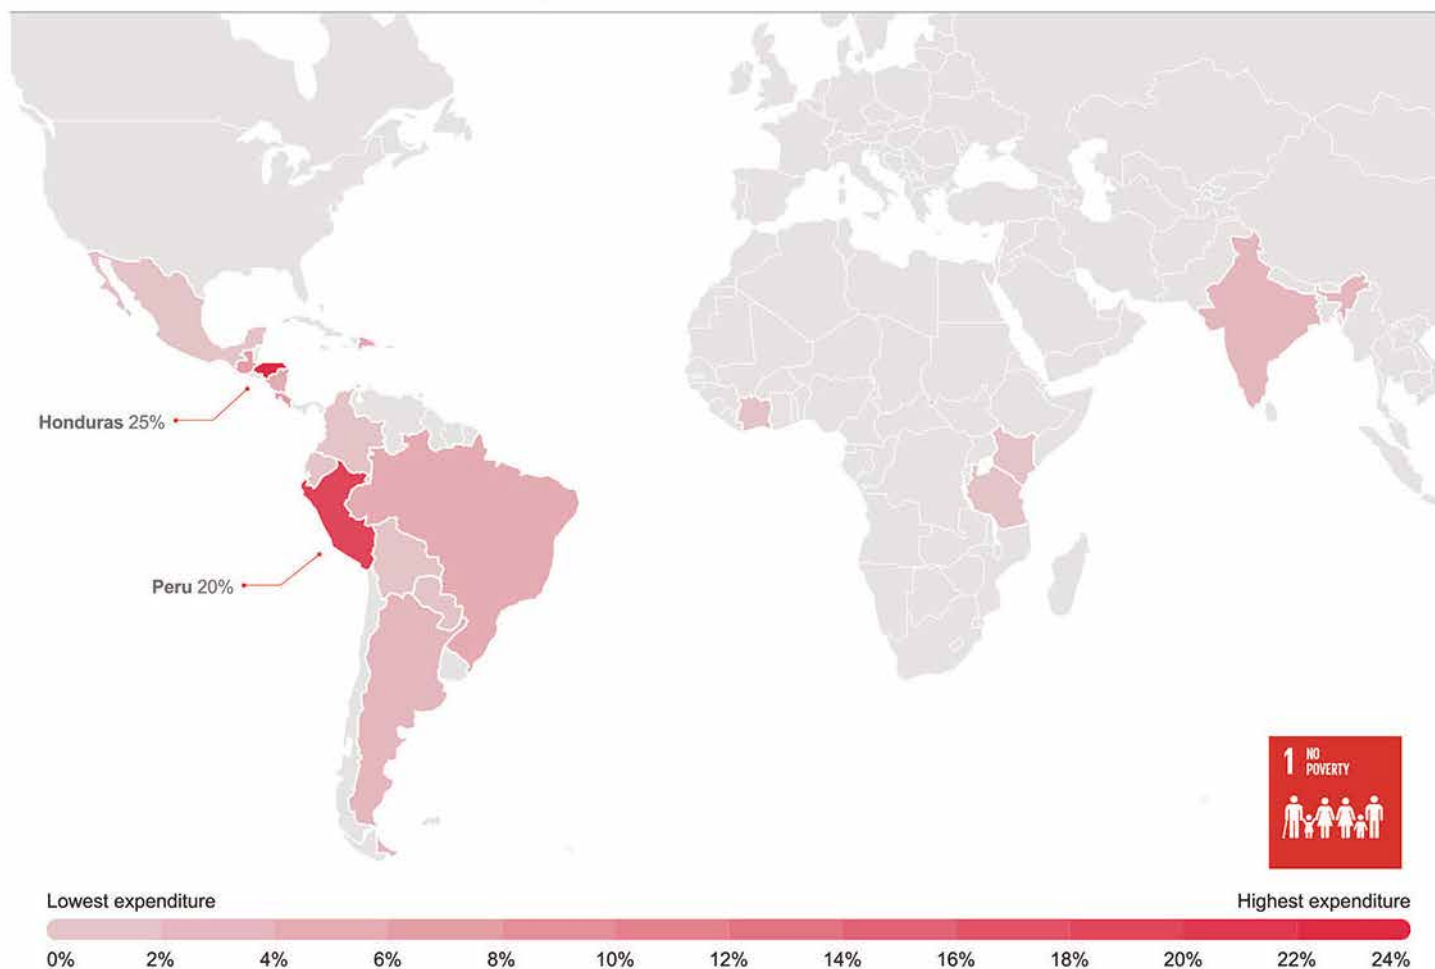 Honduras 25%
Peru 20%
1 NO
POVERTY
Lowest expenditure
Highest expenditure
0% 2% 4% 6% 8% 10% 12% 14% 16% 18% 20% 22% 24%